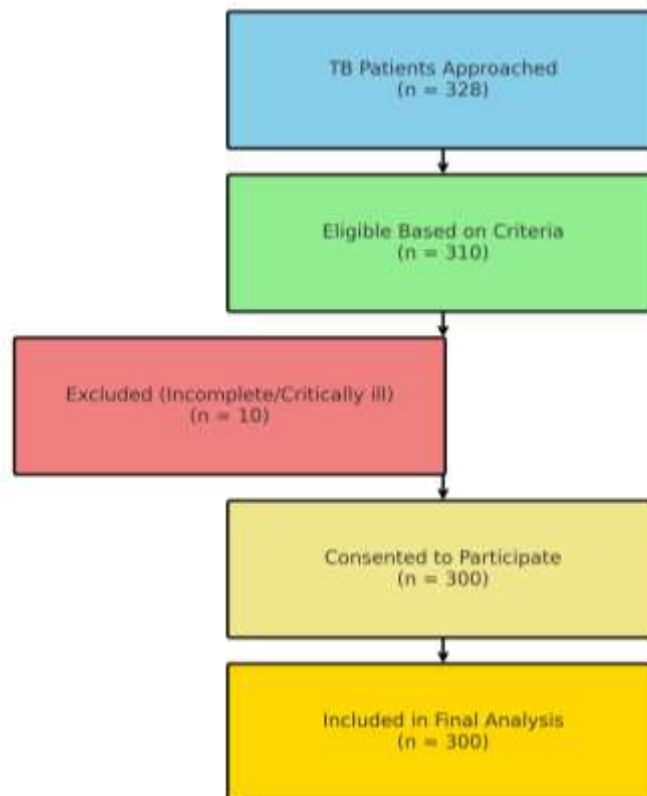 TB Patients Approached
(n = 328)
Eligible Based on Criteria
(n = 310)
Excluded (Incomplete/Critically ill)
(n = 10)
Consented to Participate
(n = 300)
Included in Final Analysis
(n = 300)